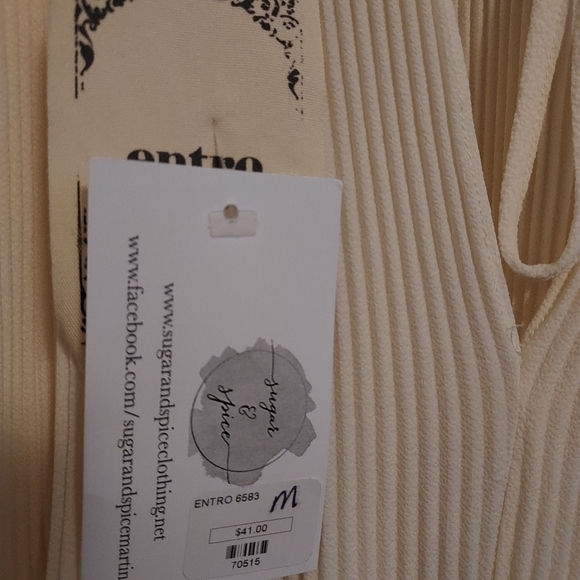 entro
www.sugarandspiceclothing.net
www.facebook.com/sugarandspicemartin
sugar
&
spice
ENTRO 6583
M
$41.00
70515